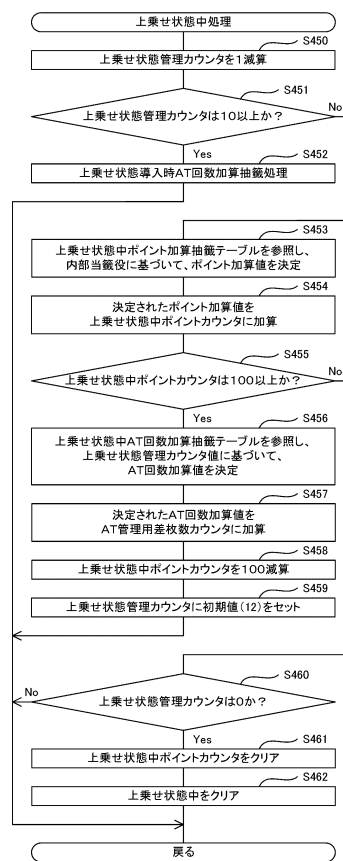 上乗せ状態中処理
S450
上乗せ状態管理カウンタを1減算
S451
上乗せ状態管理カウンタは10以上か?
No
Yes
S452
上乗せ状態導入時AT回数加算抽籤処理
S453
上乗せ状態中ポイント加算抽籤テーブルを参照し、
内部当籤役に基づいて、ポイント加算値を決定
S454
決定されたポイント加算値を
上乗せ状態中ポイントカウンタに加算
S455
上乗せ状態中ポイントカウンタは100以上か?
No
Yes
S456
上乗せ状態中AT回数加算抽籤テーブルを参照し、
上乗せ状態管理カウンタ値に基づいて、
AT回数加算値を決定
S457
決定されたAT回数加算値を
AT管理用差枚数カウンタに加算
S458
上乗せ状態中ポイントカウンタを100減算
S459
上乗せ状態管理カウンタに初期値(12)をセット
S460
No
上乗せ状態管理カウンタは0か?
Yes
S461
上乗せ状態中ポイントカウンタをクリア
S462
上乗せ状態中をクリア
戻る